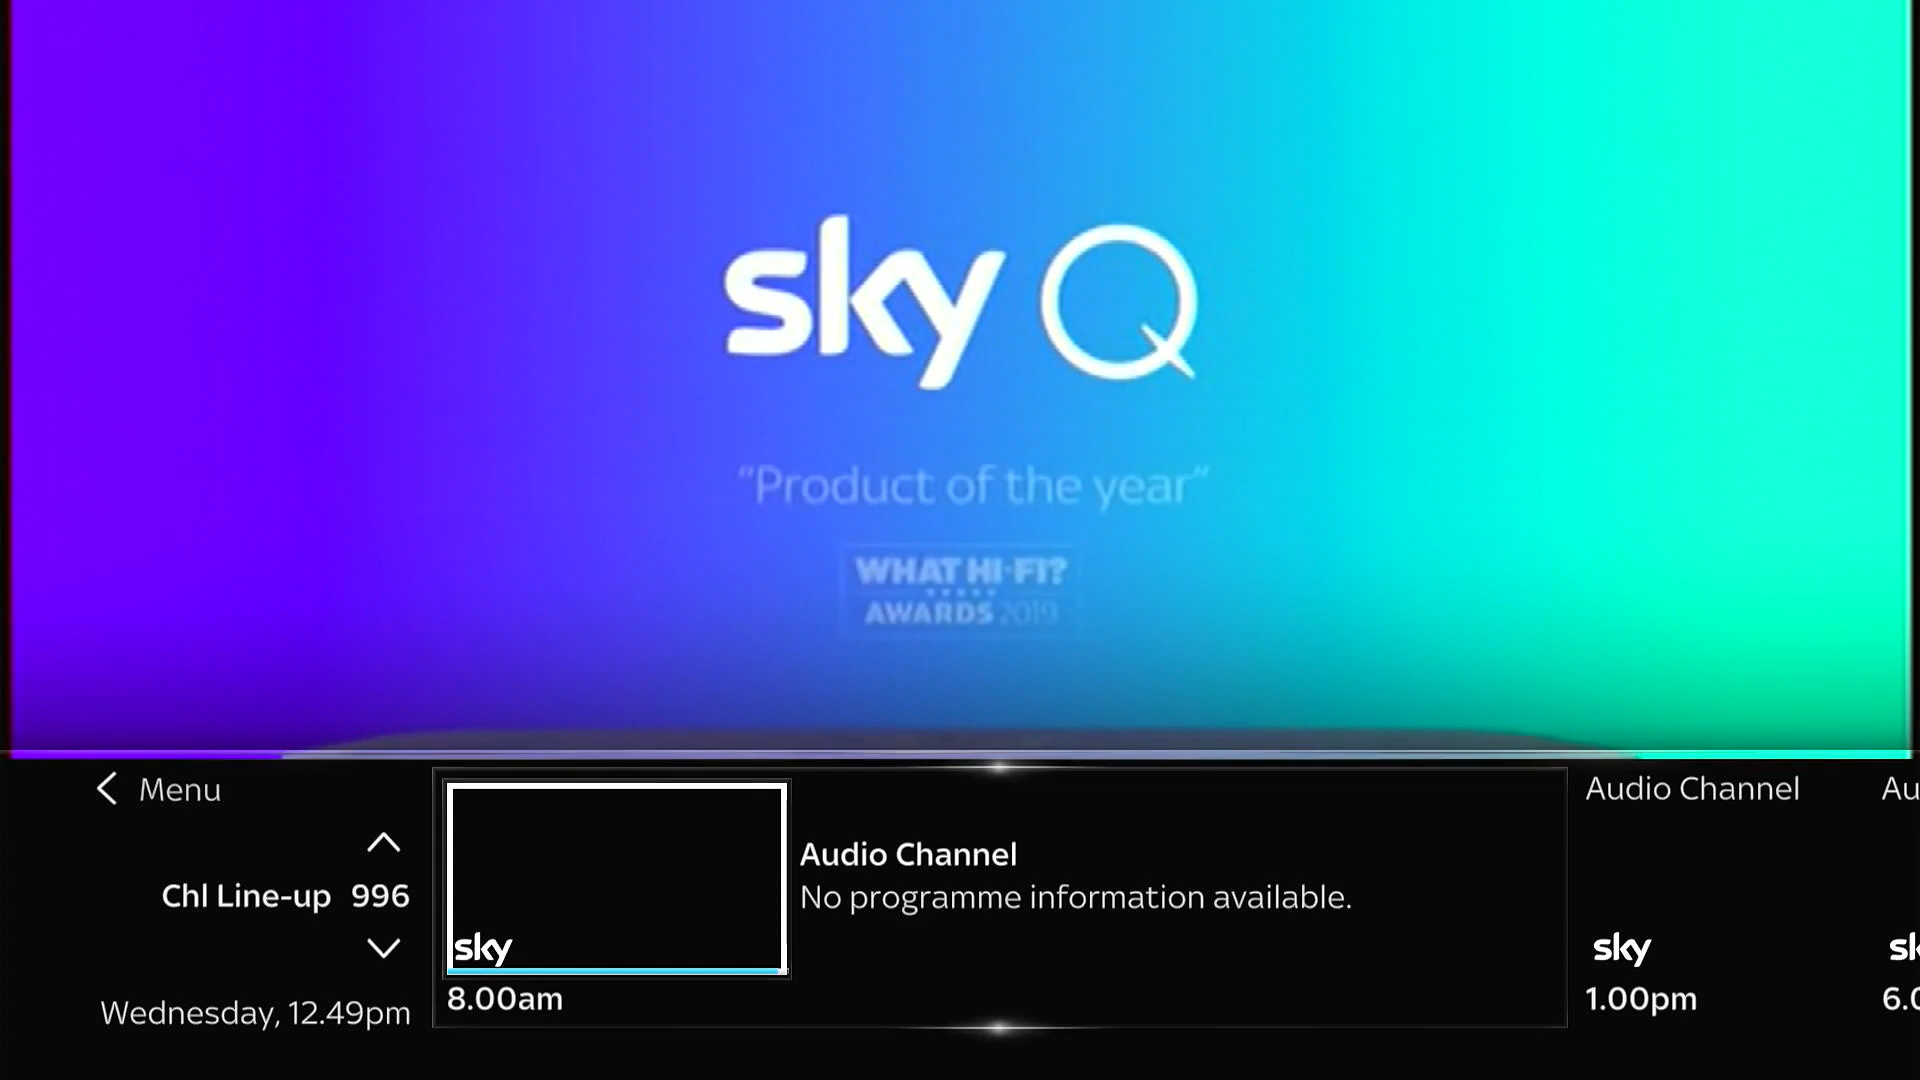 sky Q
“Product of the year”
WHAT HI-FI?
AWARDS 2019
Menu
Chl Line-up 996
Wednesday, 12.49pm
Audio Channel
No programme information available.
sky
8.00am
Audio Channel
sky
1.00pm